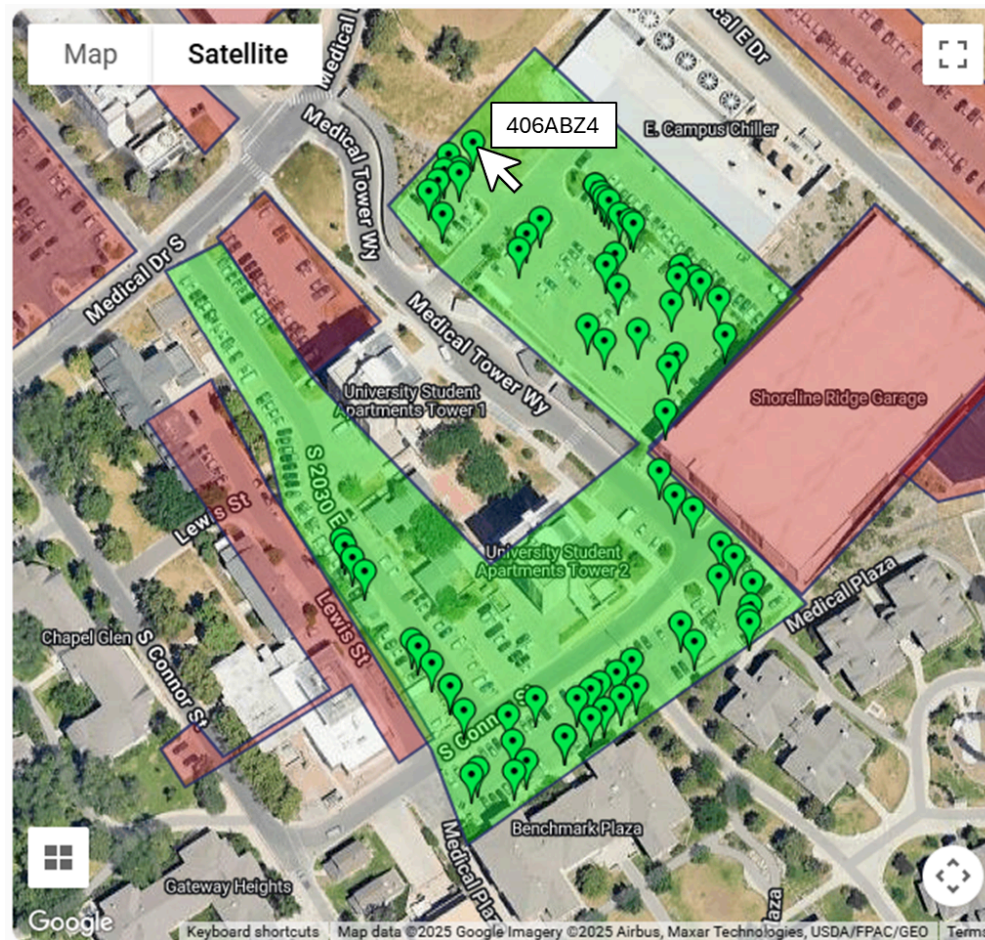 Map
Satellite
Medical
cal E Dr
406ABZ4
E. Campus Chiller
Medical Tower Wy
Medical Dr S
Medical Tower Wy
University Student
Apartments Tower 1
Shoreline Ridge Garage
S 2030 E
Lewis St
University Student
Apartments Tower 2
Medical Plaza
Lewis St
Chapel Glen
S Connor St
S Connor St
Benchmark Plaza
Medical Plaza
Gateway Heights
laza
Google
Keyboard shortcuts
Map data ©2025 Google Imagery ©2025 Airbus, Maxar Technologies, USDA/FPAC/GEO
Terms